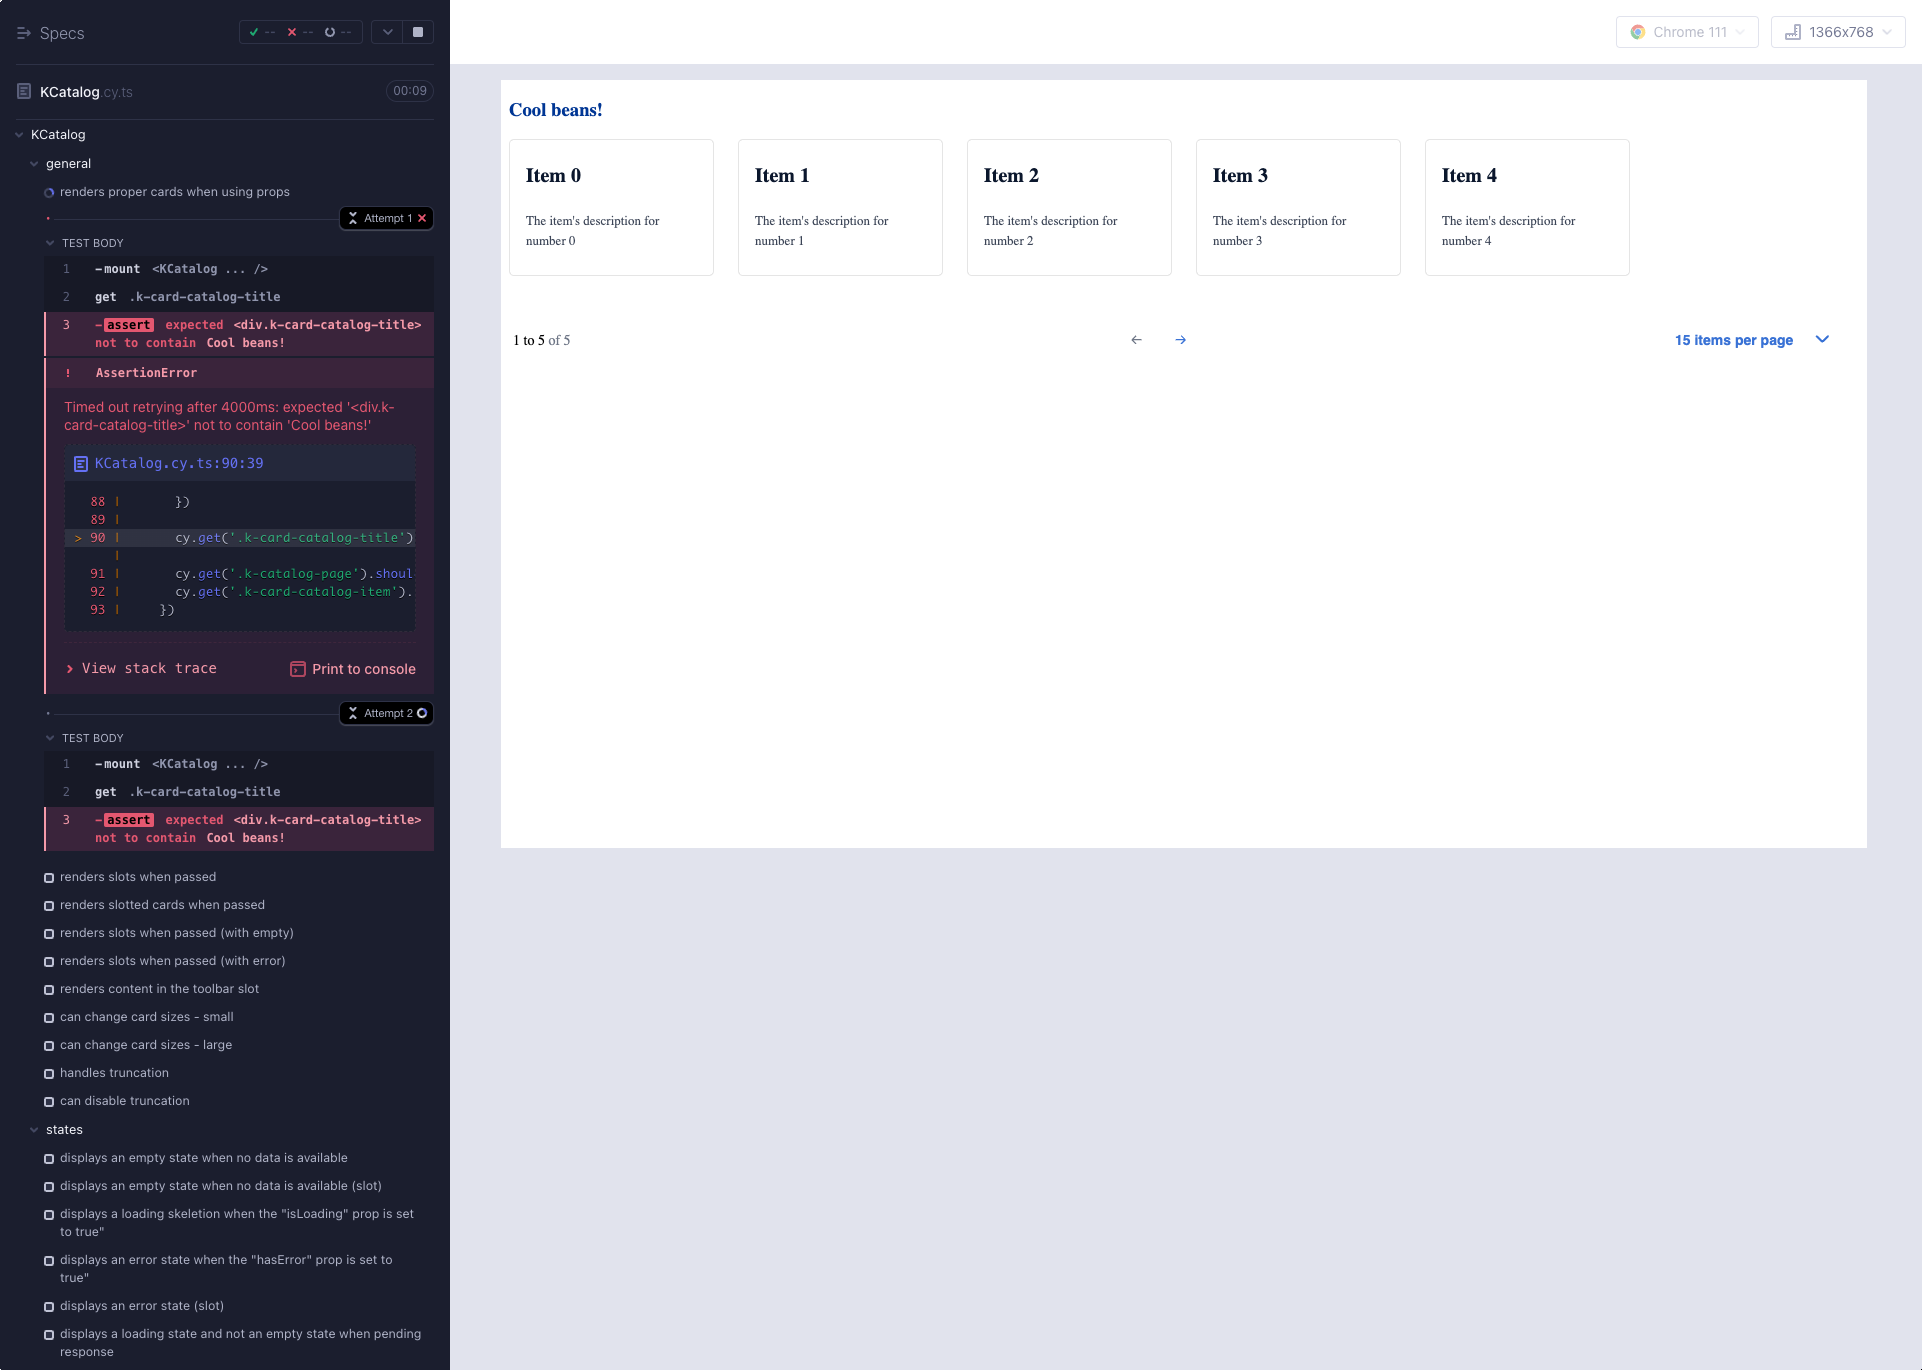 Specs
-- -- --
KCatalog.cy.ts
00:09
KCatalog
general
renders proper cards when using props
Attempt 1
TEST BODY
1 -mount <KCatalog ... />
2 get .k-card-catalog-title
3 -assert expected <div.k-card-catalog-title>
not to contain Cool beans!
! AssertionError
Timed out retrying after 4000ms: expected '<div.k-
card-catalog-title>' not to contain 'Cool beans!'
KCatalog.cy.ts:90:39
88 | })
89 |
> 90 | cy.get('.k-card-catalog-title')
|
91 | cy.get('.k-catalog-page').shoul
92 | cy.get('.k-card-catalog-item').
93 | })
View stack trace
Print to console
Attempt 2
TEST BODY
1 -mount <KCatalog ... />
2 get .k-card-catalog-title
3 -assert expected <div.k-card-catalog-title>
not to contain Cool beans!
renders slots when passed
renders slotted cards when passed
renders slots when passed (with empty)
renders slots when passed (with error)
renders content in the toolbar slot
can change card sizes - small
can change card sizes - large
handles truncation
can disable truncation
states
displays an empty state when no data is available
displays an empty state when no data is available (slot)
displays a loading skeletion when the "isLoading" prop is set
to true"
displays an error state when the "hasError" prop is set to
true"
displays an error state (slot)
displays a loading state and not an empty state when pending
response
Chrome 111
1366x768
Cool beans!
Item 0
The item's description for
number 0
Item 1
The item's description for
number 1
Item 2
The item's description for
number 2
Item 3
The item's description for
number 3
Item 4
The item's description for
number 4
1 to 5 of 5
15 items per page